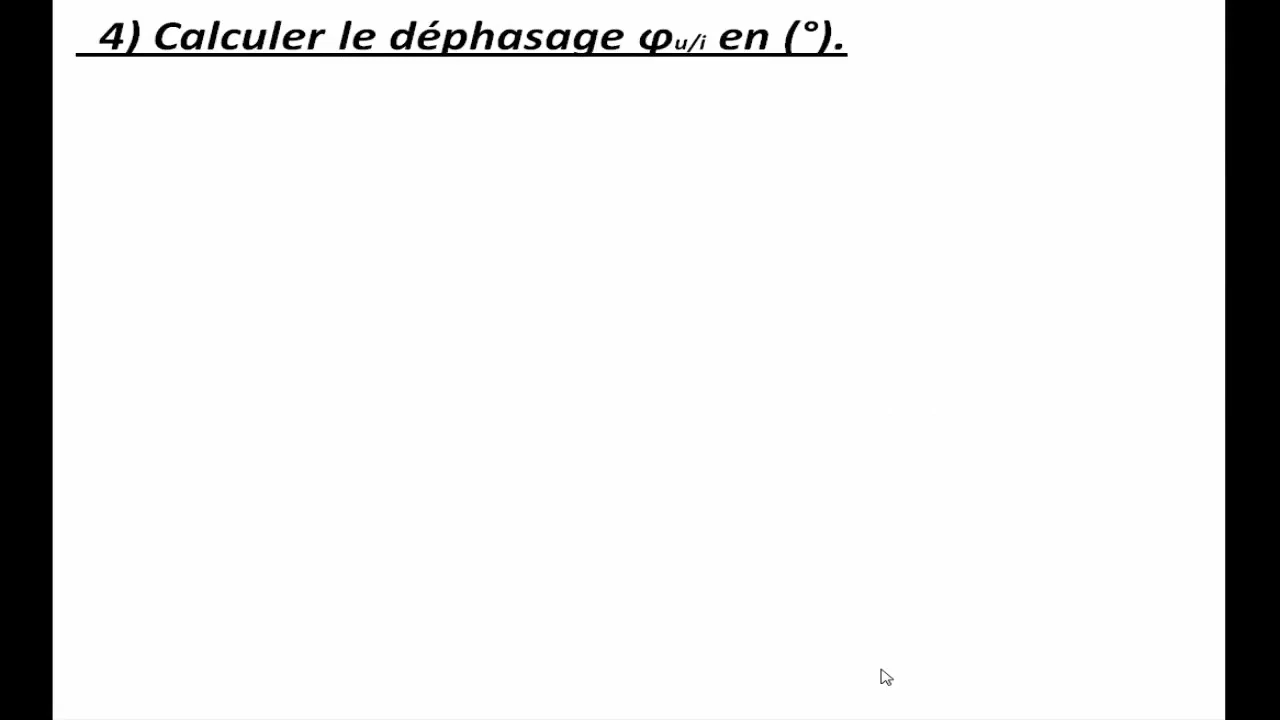 4) Calculer le déphasage φu/i en (°).